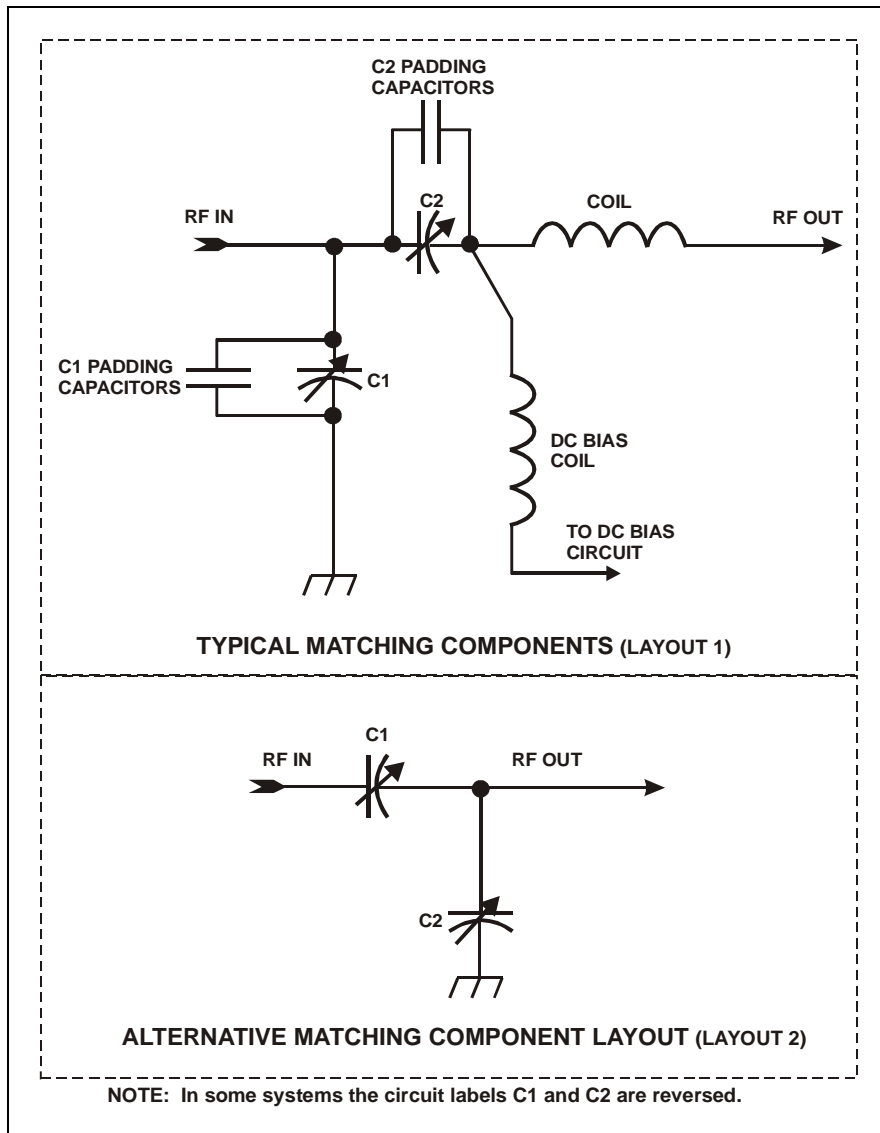 C2 PADDING
CAPACITORS
C2
COIL
RF IN
RF OUT
C1 PADDING
CAPACITORS
C1
DC BIAS
COIL
TO DC BIAS
CIRCUIT
TYPICAL MATCHING COMPONENTS (LAYOUT 1)
C1
RF IN
RF OUT
C2
ALTERNATIVE MATCHING COMPONENT LAYOUT (LAYOUT 2)
NOTE: In some systems the circuit labels C1 and C2 are reversed.